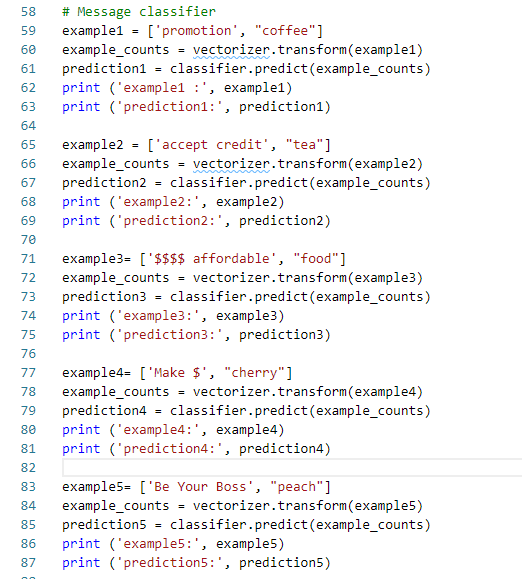 58 # Message classifier
59 example1 = ['promotion', "coffee"]
60 example_counts = vectorizer.transform(example1)
61 prediction1 = classifier.predict(example_counts)
62 print ('example1 :', example1)
63 print ('prediction1:', prediction1)
64
65 example2 = ['accept credit', "tea"]
66 example_counts = vectorizer.transform(example2)
67 prediction2 = classifier.predict(example_counts)
68 print ('example2:', example2)
69 print ('prediction2:', prediction2)
70
71 example3= ['$$$$ affordable', "food"]
72 example_counts = vectorizer.transform(example3)
73 prediction3 = classifier.predict(example_counts)
74 print ('example3:', example3)
75 print ('prediction3:', prediction3)
76
77 example4= ['Make $', "cherry"]
78 example_counts = vectorizer.transform(example4)
79 prediction4 = classifier.predict(example_counts)
80 print ('example4:', example4)
81 print ('prediction4:', prediction4)
82
83 example5= ['Be Your Boss', "peach"]
84 example_counts = vectorizer.transform(example5)
85 prediction5 = classifier.predict(example_counts)
86 print ('example5:', example5)
87 print ('prediction5:', prediction5)